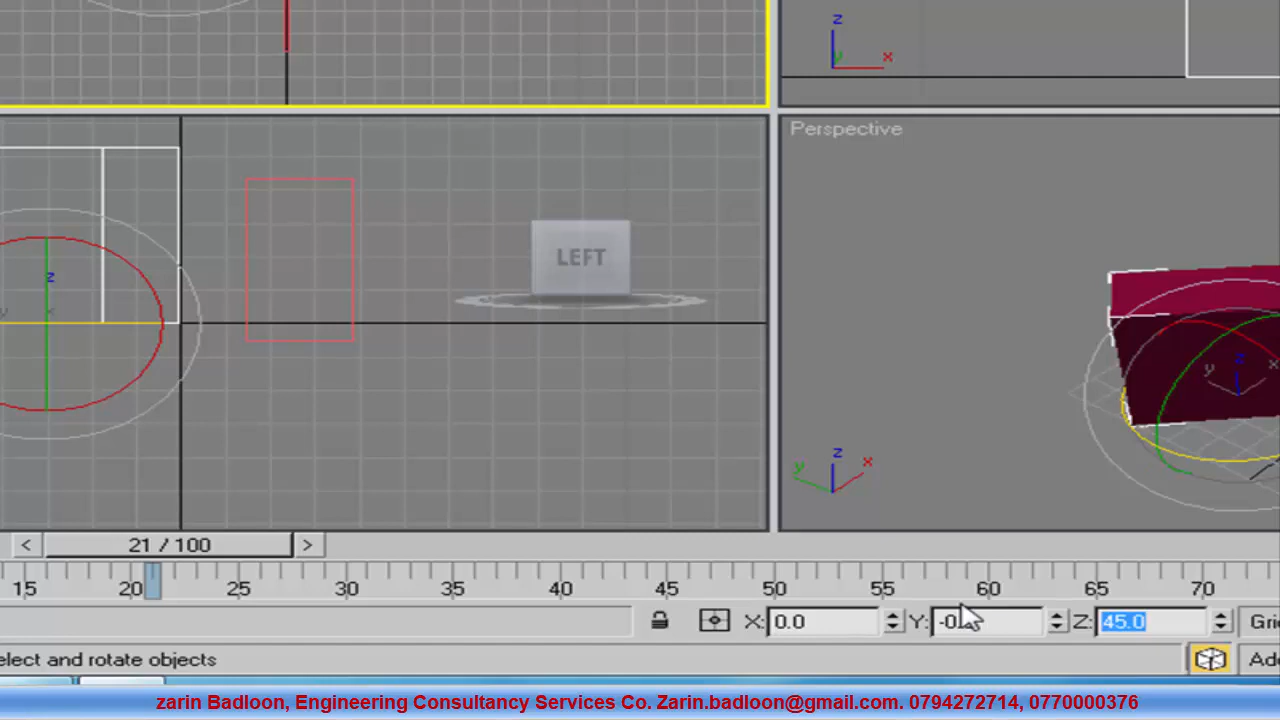 z
y
x
Perspective
LEFT
z
y
x
z
y
x
z
y
x
< 21 / 100 >
15 20 25 30 35 40 45 50 55 60 65 70
X: 0.0 Y: Z: 45.0
elect and rotate objects
zarin Badloon, Engineering Consultancy Services Co. Zarin.badloon@gmail.com. 0794272714, 0770000376